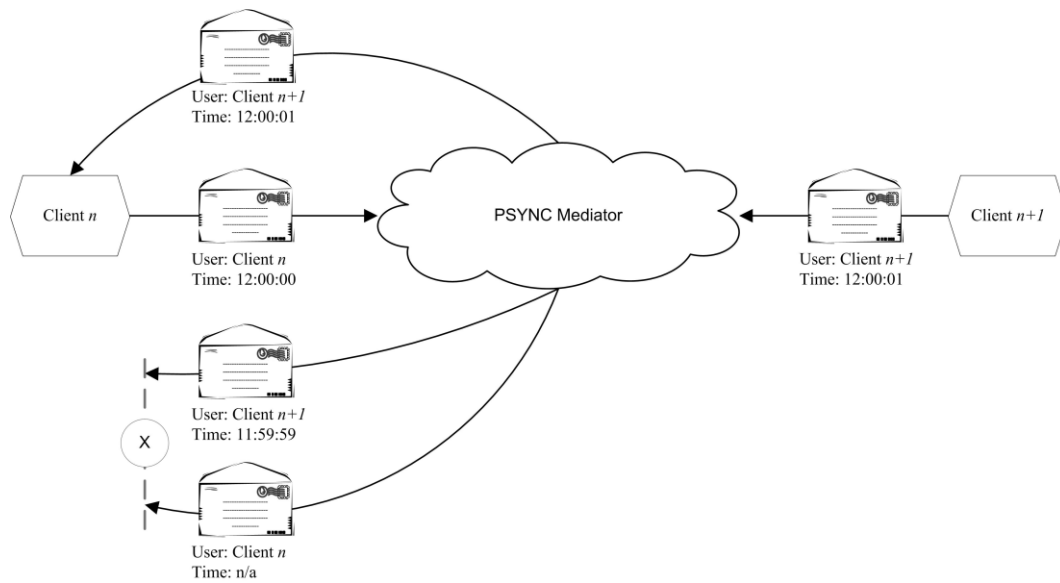 User: Client n+1
Time: 12:00:01
Client n
PSYNC Mediator
Client n+1
User: Client n
Time: 12:00:00
User: Client n+1
Time: 12:00:01
User: Client n+1
Time: 11:59:59
X
User: Client n
Time: n/a